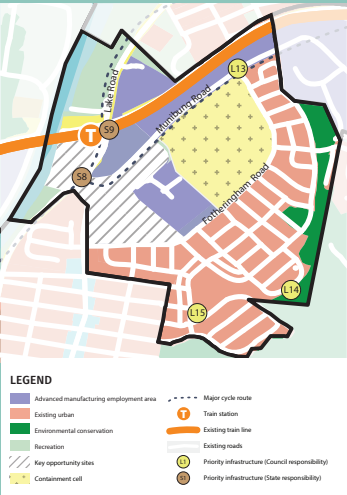 Lake Road
L13
Munibung Road
S9
T
S8
Fotheringham Road
L14
L15
LEGEND
Advanced manufacturing employment area
Existing urban
Environmental conservation
Recreation
Key opportunity sites
Containment cell
Major cycle route
T Train station
Existing train line
Existing roads
L1 Priority infrastructure (Council responsibility)
S1 Priority infrastructure (State responsibility)